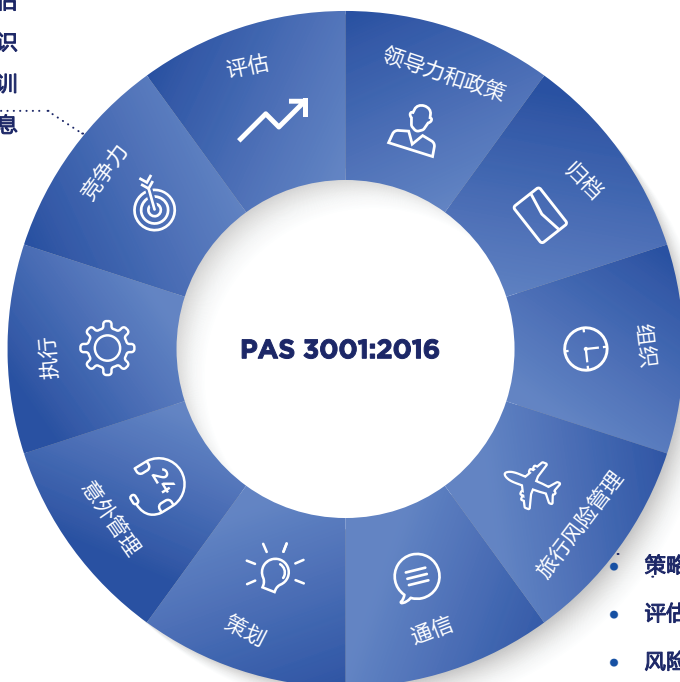 估
识
训
息
评估
领导力和政策
归档
组织
旅行风险管理
通信
策划
意外管理
24
执行
竞争力
PAS 3001:2016
策略
评估
风险